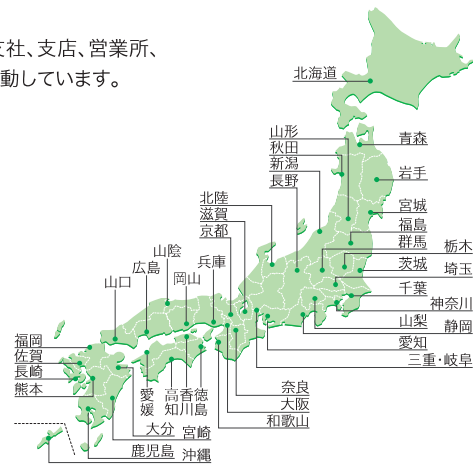 支社、支店、営業所、
動しています。
北海道
山形
秋田
新潟
長野
青森
岩手
宮城
福島
群馬
栃木
茨城
埼玉
千葉
神奈川
山梨
静岡
愛知
三重・岐阜
北陸
滋賀
京都
兵庫
山陰
広島
岡山
山口
福岡
佐賀
長崎
熊本
愛媛
高知
香川
徳島
奈良
大阪
和歌山
大分
宮崎
鹿児島
沖縄